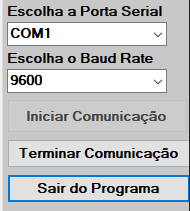 Escolha a Porta Serial
COM1
Escolha o Baud Rate
9600
Iniciar Comunicação
Terminar Comunicação
Sair do Programa